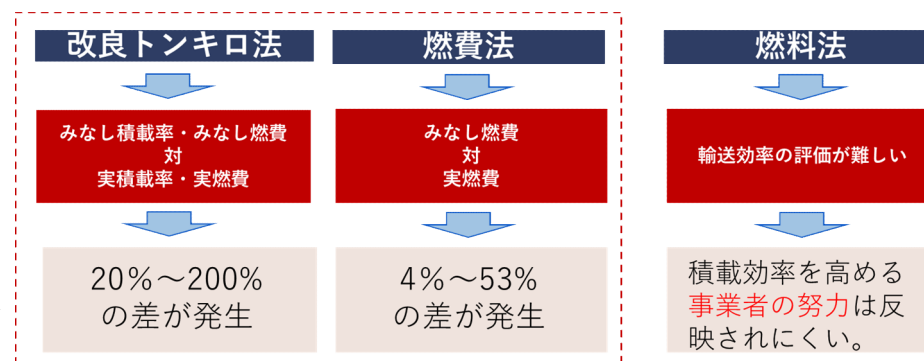 改良トンキロ法
みなし積載率・みなし燃費
対
実積載率・実燃費
20%～200%
の差が発生
燃費法
みなし燃費
対
実燃費
4%～53%
の差が発生
燃料法
輸送効率の評価が難しい
積載効率を高める
事業者の努力は反
映されにくい。